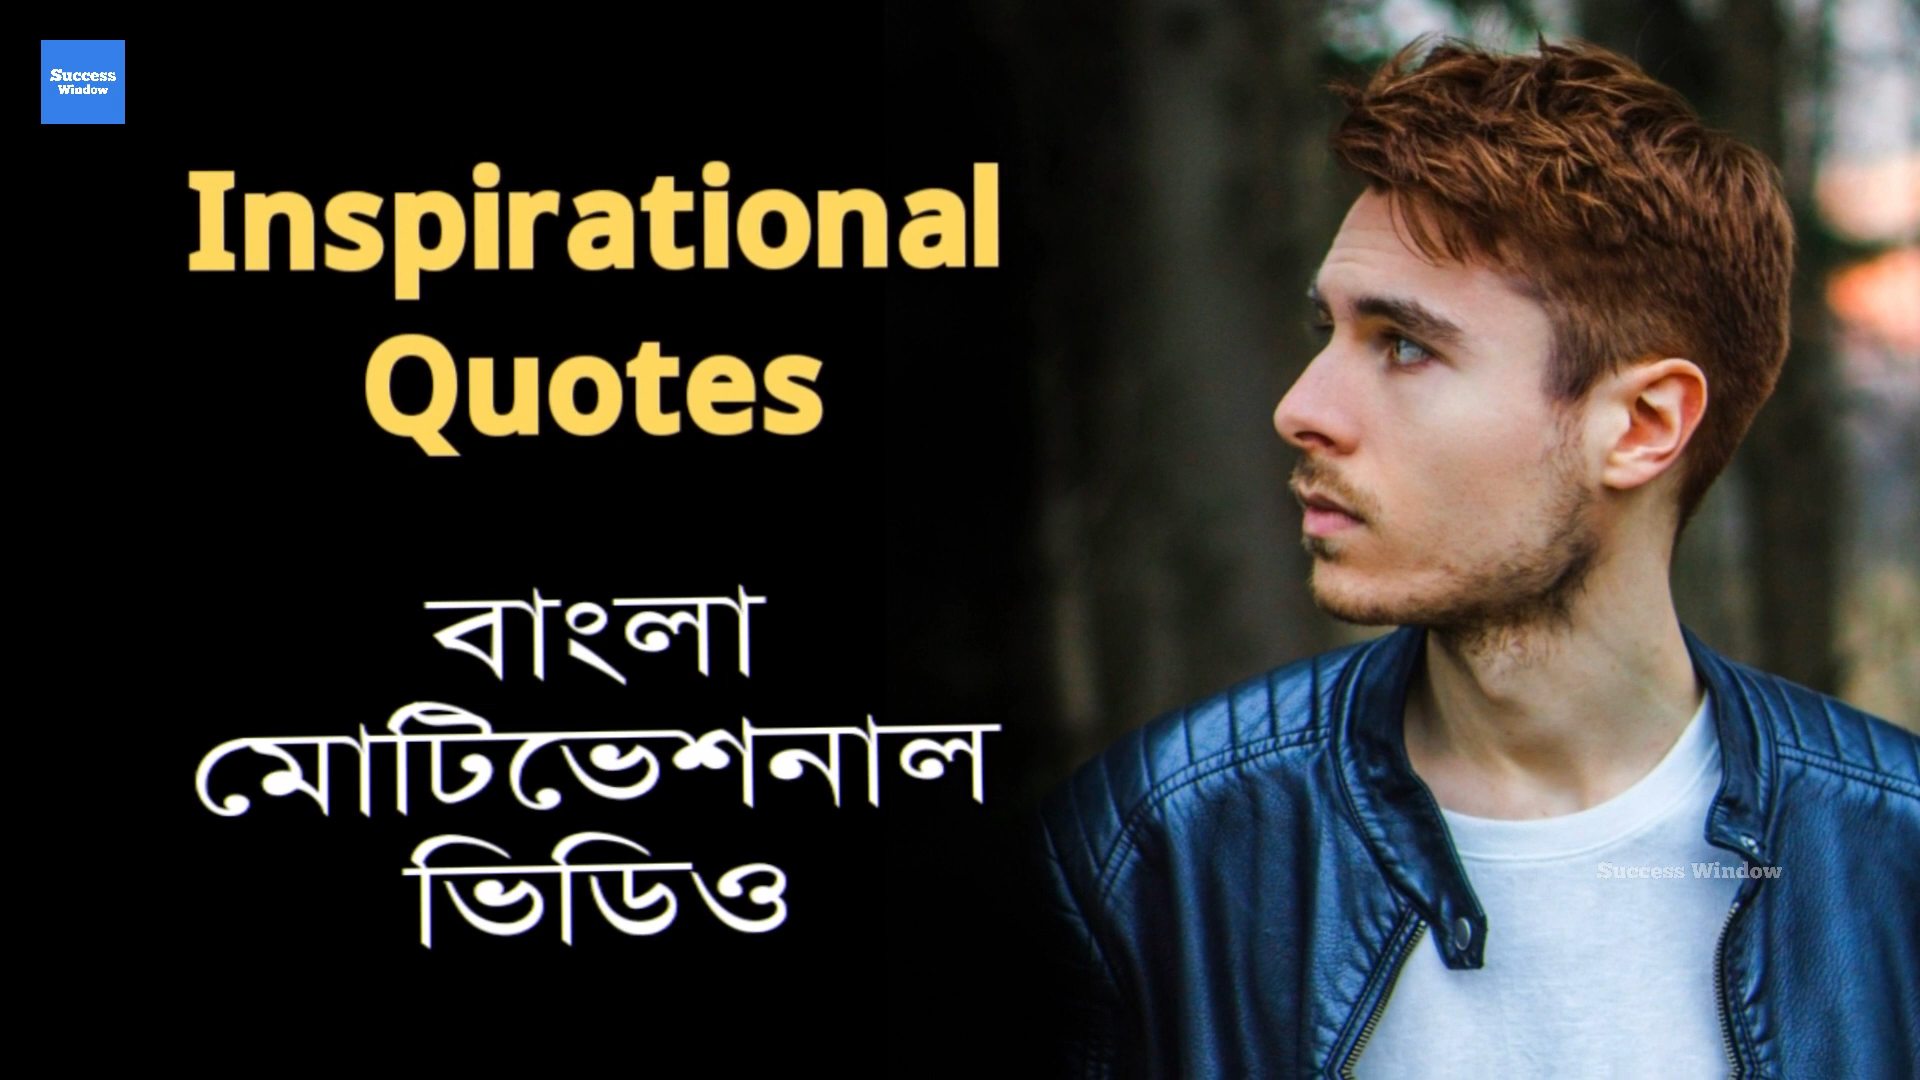 Success
Window
Inspirational
Quotes
বাংলা
মোটিভেশনাল
ভিডিও
Success Window